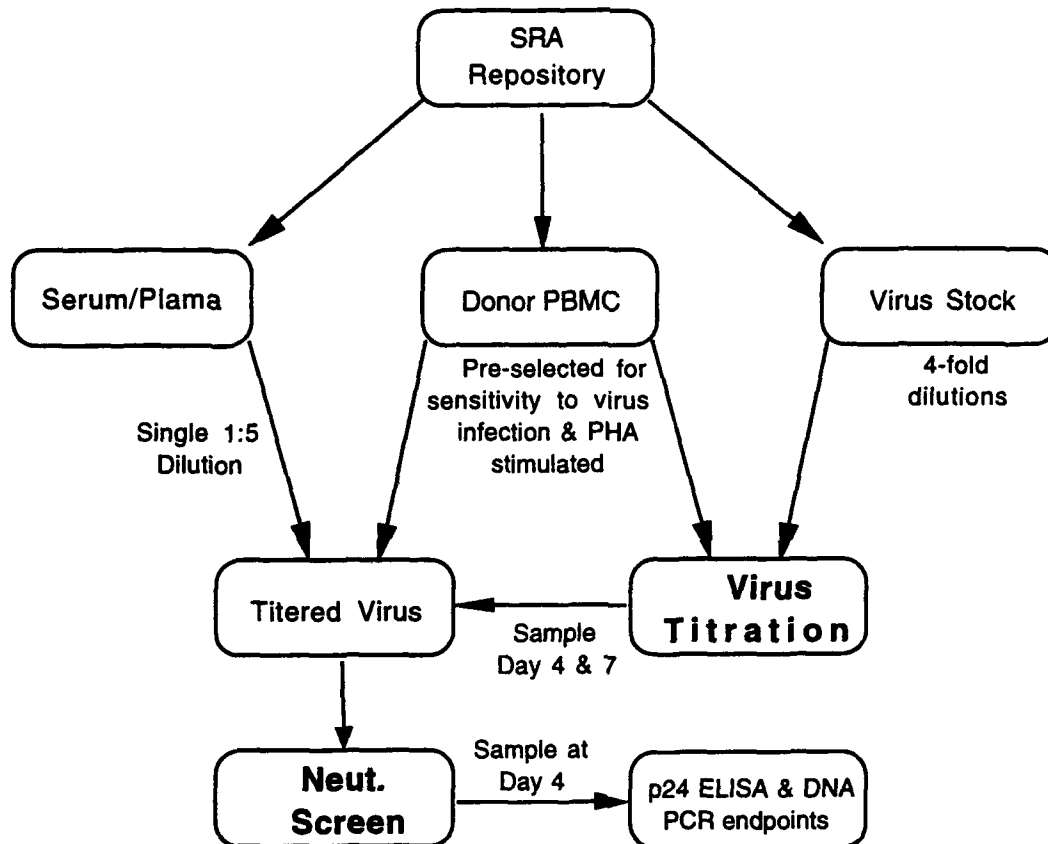 SRA
Repository
Serum/Plama
Donor PBMC
Virus Stock
Pre-selected for
sensitivity to virus
infection & PHA
stimulated
4-fold
dilutions
Single 1:5
Dilution
Titered Virus
Virus
Titration
Sample
Day 4 & 7
Neut.
Screen
Sample at
Day 4
p24 ELISA & DNA
PCR endpoints